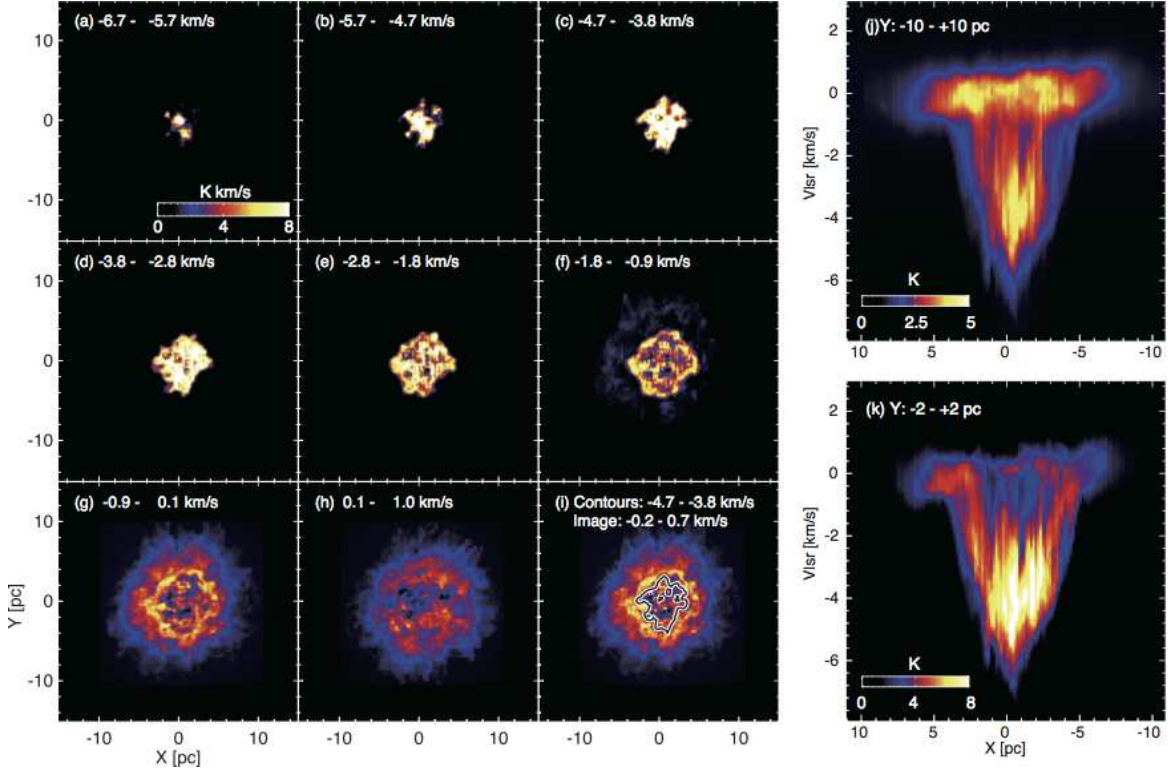 (a) -6.7 - -5.7 km/s
(b) -5.7 - -4.7 km/s
(c) -4.7 - -3.8 km/s
10
0
-10
K km/s
0 4 8
(d) -3.8 - -2.8 km/s
(e) -2.8 - -1.8 km/s
(f) -1.8 - -0.9 km/s
10
0
-10
(g) -0.9 - 0.1 km/s
(h) 0.1 - 1.0 km/s
(i) Contours: -4.7 - -3.8 km/s
Image: -0.2 - 0.7 km/s
10
0
-10
Y [pc]
-10 0 10
-10 0 10
-10 0 10
X [pc]
(j)Y: -10 - +10 pc
2
0
-2
-4
-6
Vlsr [km/s]
K
0 2.5 5
10 5 0 -5 -10
(k) Y: -2 - +2 pc
2
0
-2
-4
-6
Vlsr [km/s]
K
0 4 8
10 5 0 -5 -10
X [pc]